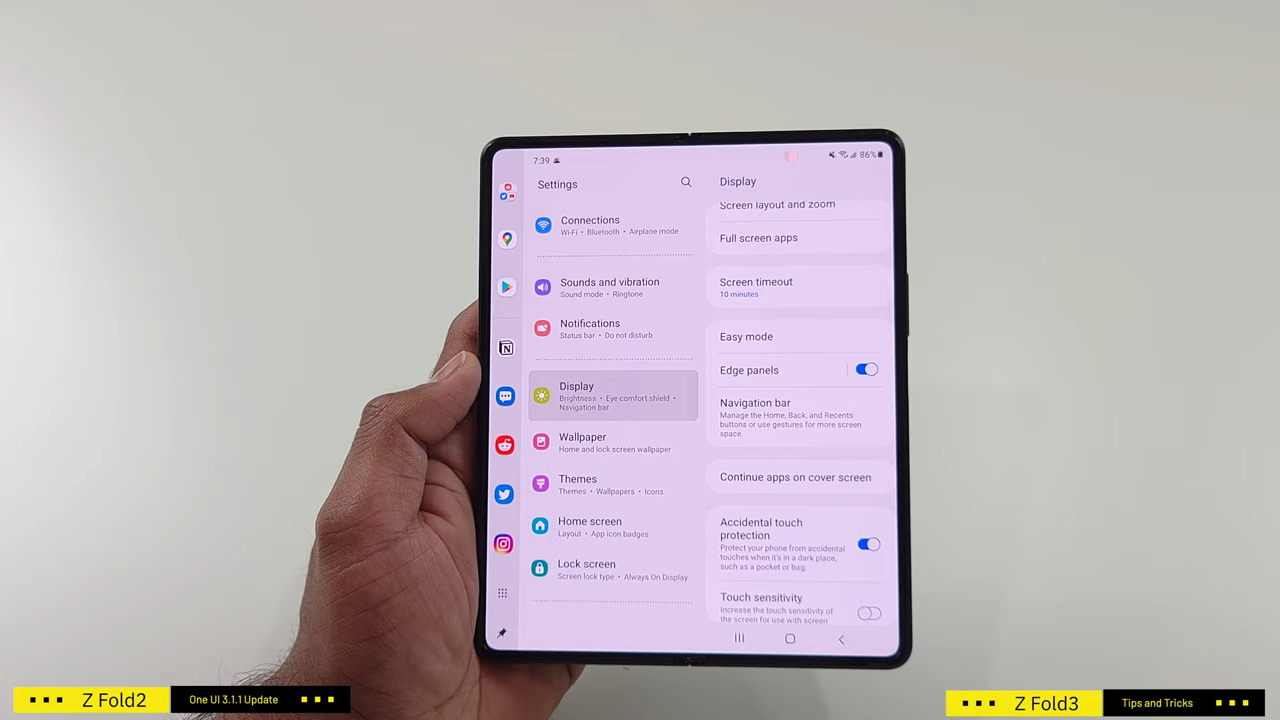 7:39
86%
Settings
Connections
Wi-Fi • Bluetooth • Airplane mode
Sounds and vibration
Sound mode • Ringtone
Notifications
Status bar • Do not disturb
Display
Brightness • Eye comfort shield •
Navigation bar
Wallpaper
Home and lock screen wallpaper
Themes
Themes • Wallpapers • Icons
Home screen
Layout • App icon badges
Lock screen
Screen lock type • Always On Display
Display
Screen layout and zoom
Full screen apps
Screen timeout
10 minutes
Easy mode
Edge panels
Navigation bar
Manage the Home, Back, and Recents
buttons or use gestures for more screen
space.
Continue apps on cover screen
Accidental touch
protection
Protect your phone from accidental
touches when it's in a dark place,
such as a pocket or bag.
Touch sensitivity
Increase the touch sensitivity of
the screen for use with screen
Z Fold2
One UI 3.1.1 Update
Z Fold3
Tips and Tricks